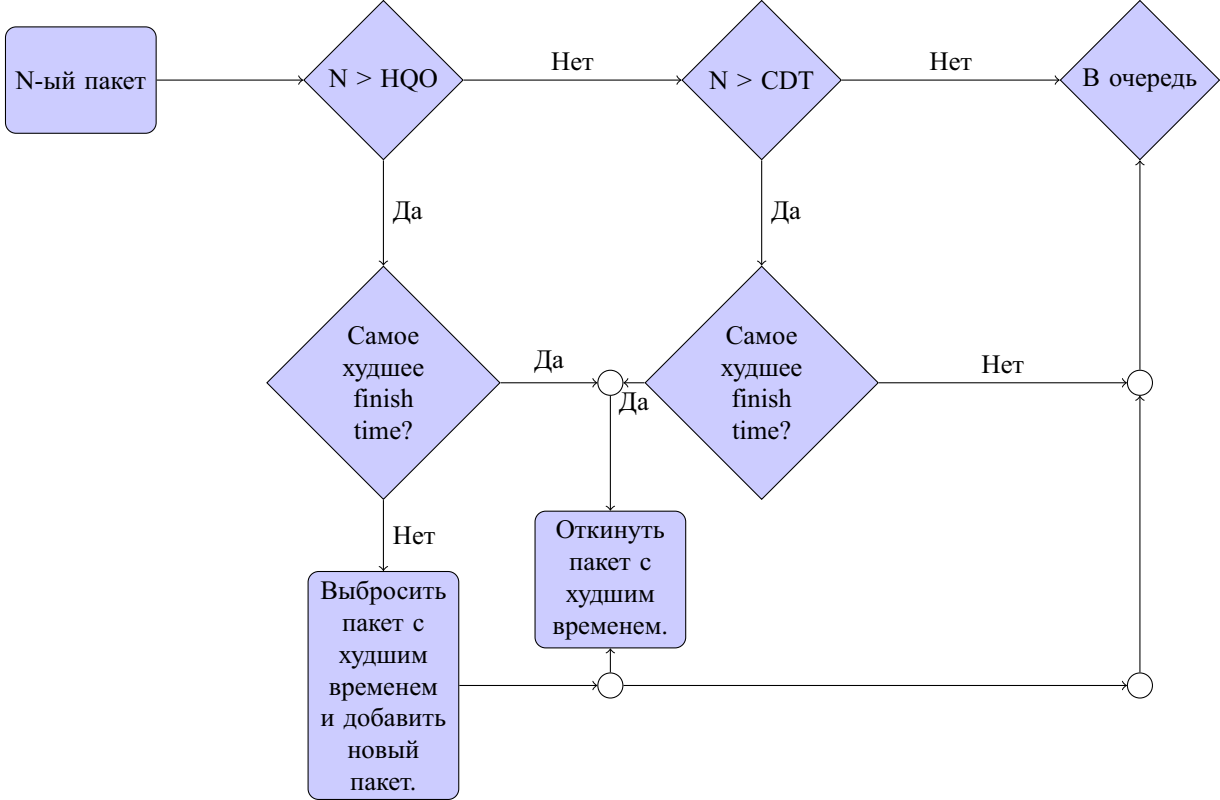 N-ый пакет
N > HQO
Нет
N > CDT
Нет
В очередь
Да
Да
Самое
худшее
finish
time?
Да
Да
Самое
худшее
finish
time?
Нет
Нет
Откинуть
пакет с
худшим
временем.
Выбросить
пакет с
худшим
временем
и добавить
новый
пакет.